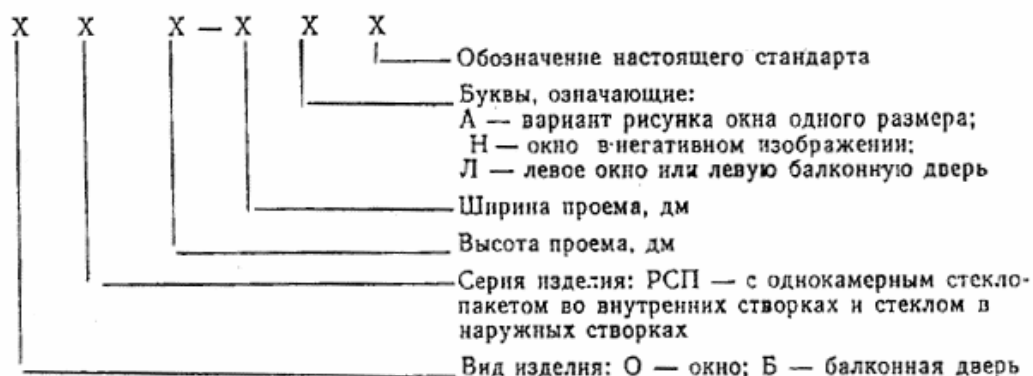 X X X — X X X
Обозначение настоящего стандарта
Буквы, означающие:
А — вариант рисунка окна одного размера;
Н — окно в негативном изображении;
Л — левое окно или левую балконную дверь
Ширина проема, дм
Высота проема, дм
Серия изделия: РСП — с однокамерным стекло-
пакетом во внутренних створках и стеклом в
наружных створках
Вид изделия: О — окно; Б — балконная дверь